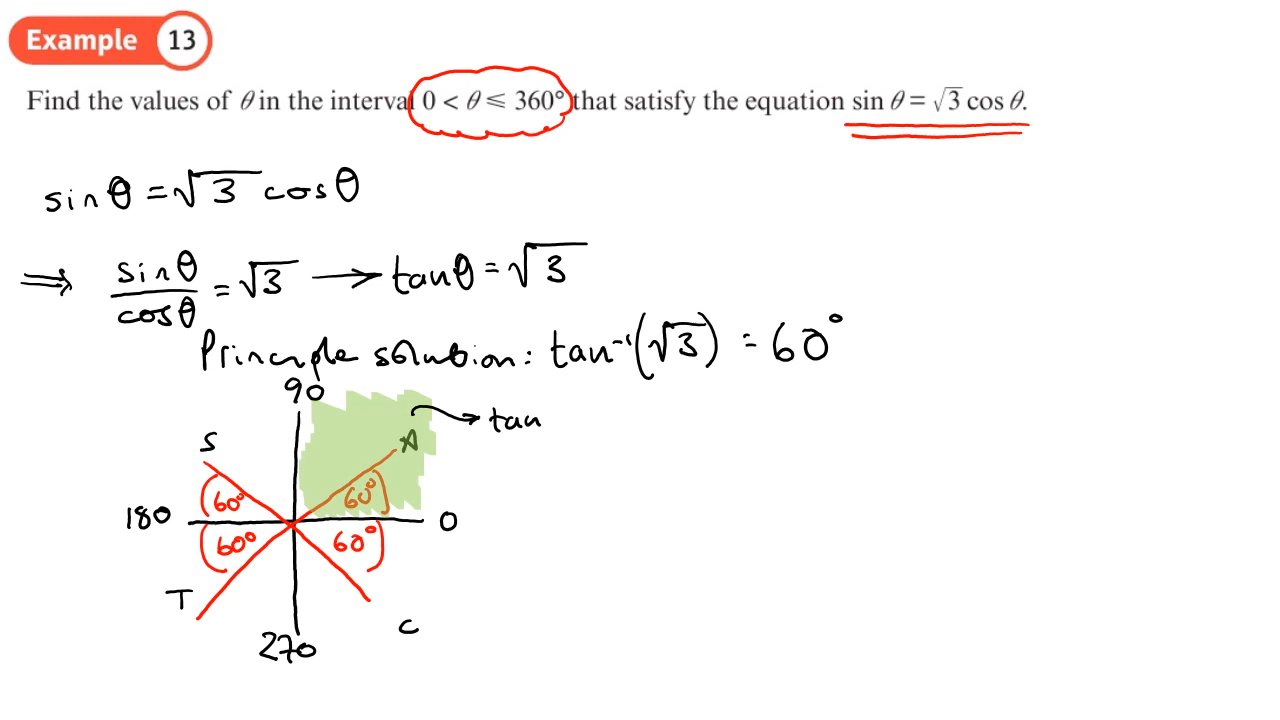 Example 13
Find the values of θ in the interval 0 < θ ⩽ 360° that satisfy the equation sin θ = √3 cos θ.
sinθ = √3 cosθ
⟹ sinθ/cosθ = √3 ⟶ tanθ = √3
Principle solution: tan⁻¹(√3) = 60°
90
S
A → tan
60° 60°
180 0
60° 60°
T
C
270